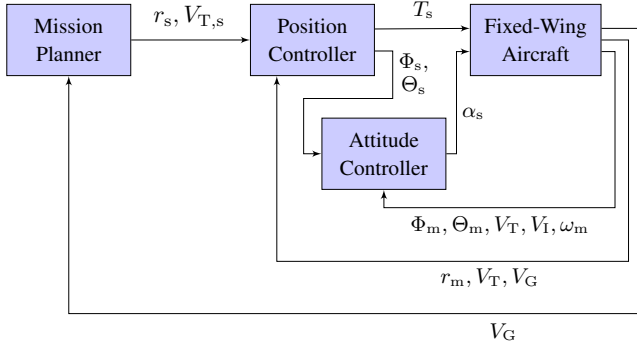 Mission
Planner
r_s, V_T,s
Position
Controller
T_s
Fixed-Wing
Aircraft
Φ_s,
Θ_s
α_s
Attitude
Controller
Φ_m, Θ_m, V_T, V_I, ω_m
r_m, V_T, V_G
V_G